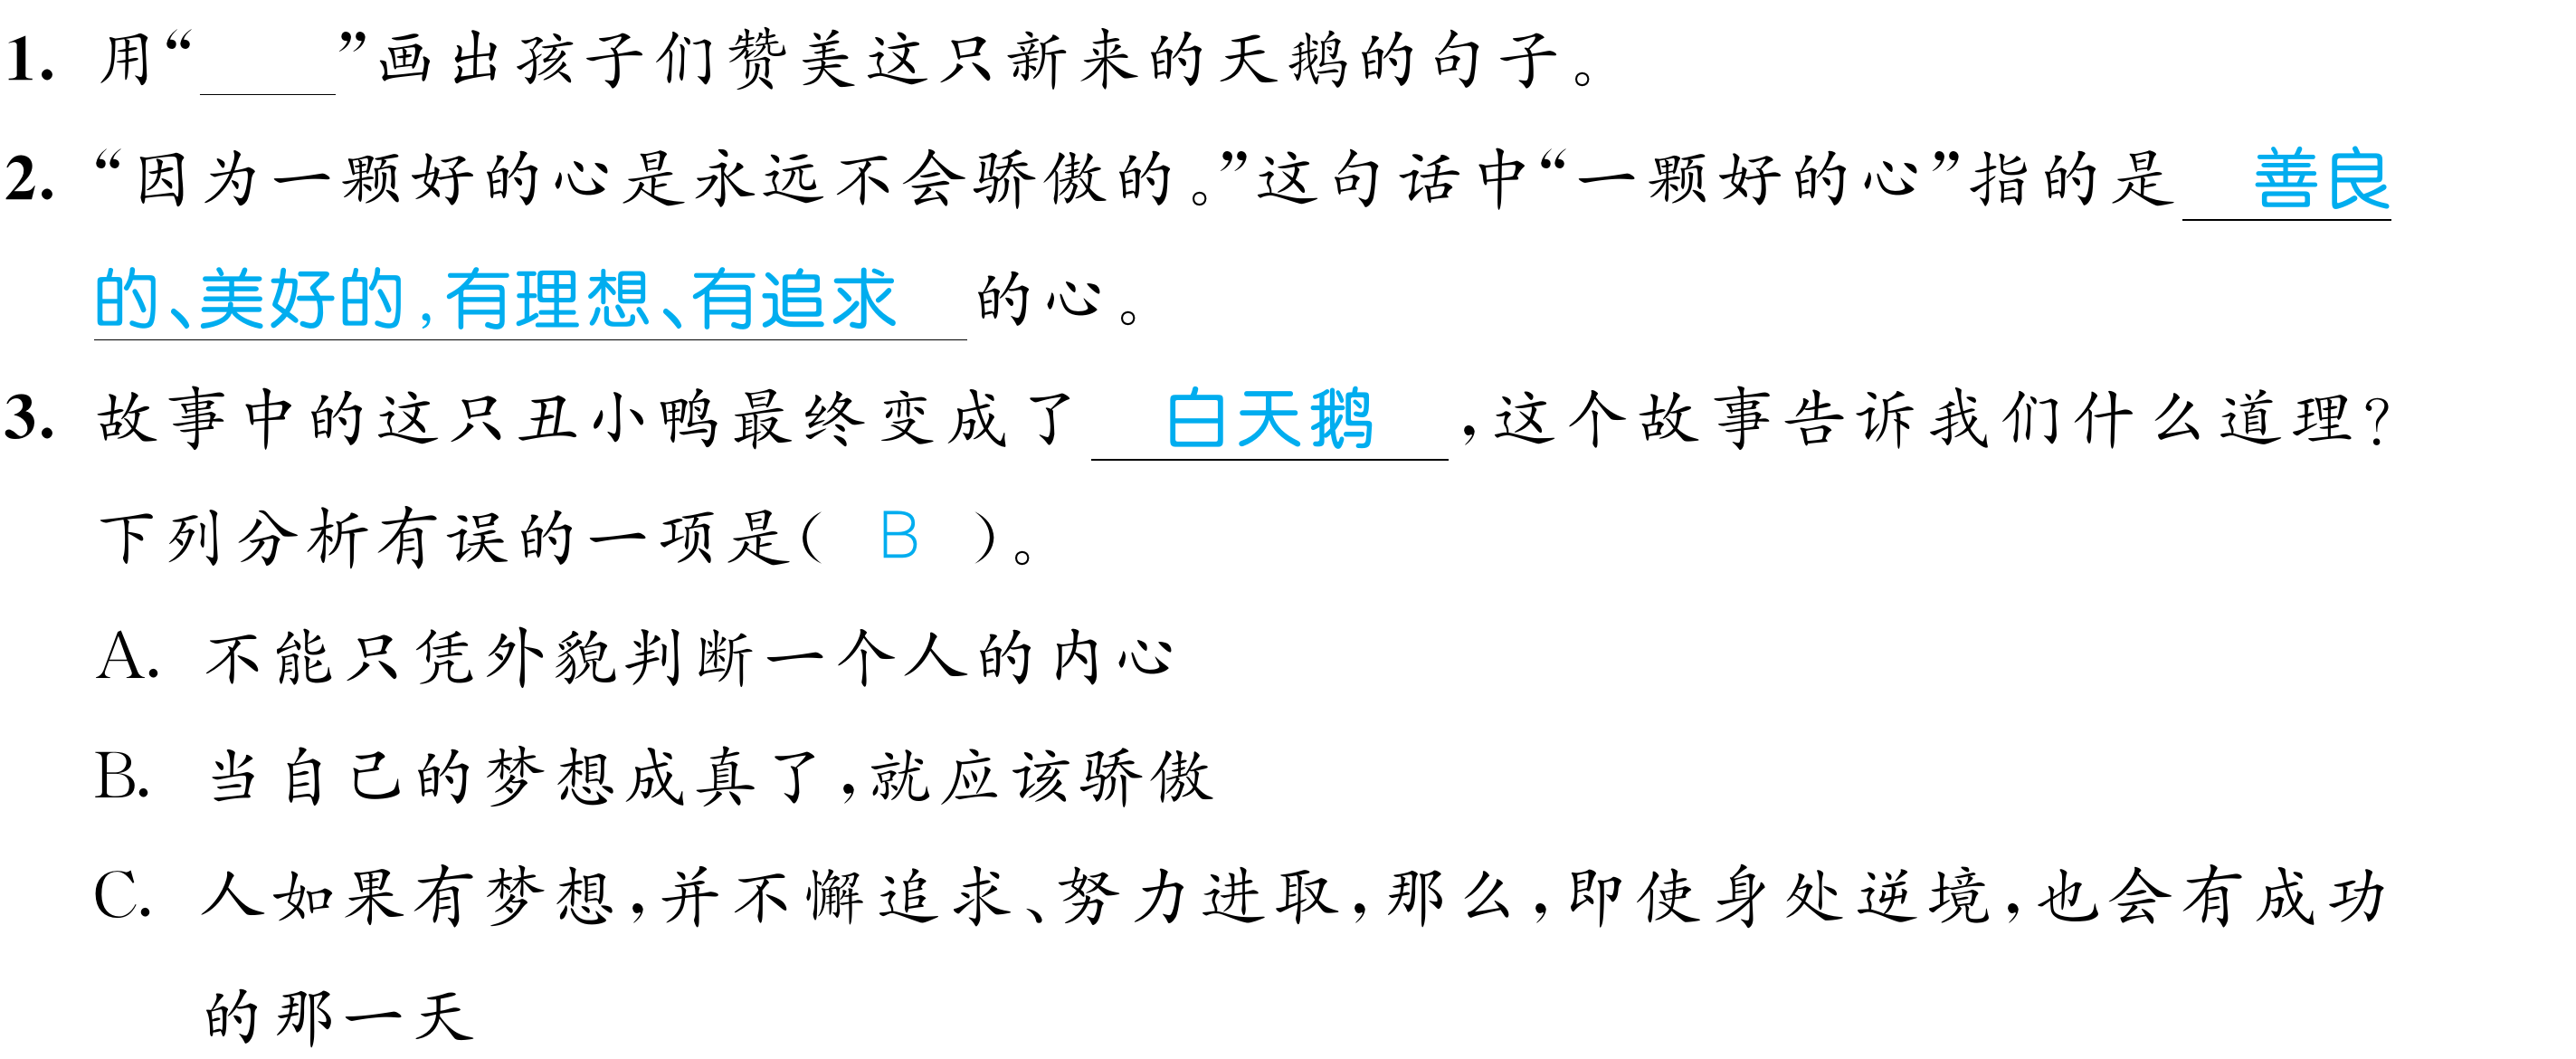 1. 用“____”画出孩子们赞美这只新来的天鹅的句子。
2. “因为一颗好的心是永远不会骄傲的。”这句话中“一颗好的心”指的是 善良
的、美好的,有理想、有追求 的心。
3. 故事中的这只丑小鸭最终变成了 白天鹅 ,这个故事告诉我们什么道理?
下列分析有误的一项是( B )。
A. 不能只凭外貌判断一个人的内心
B. 当自己的梦想成真了,就应该骄傲
C. 人如果有梦想,并不懈追求、努力进取,那么,即使身处逆境,也会有成功
的那一天